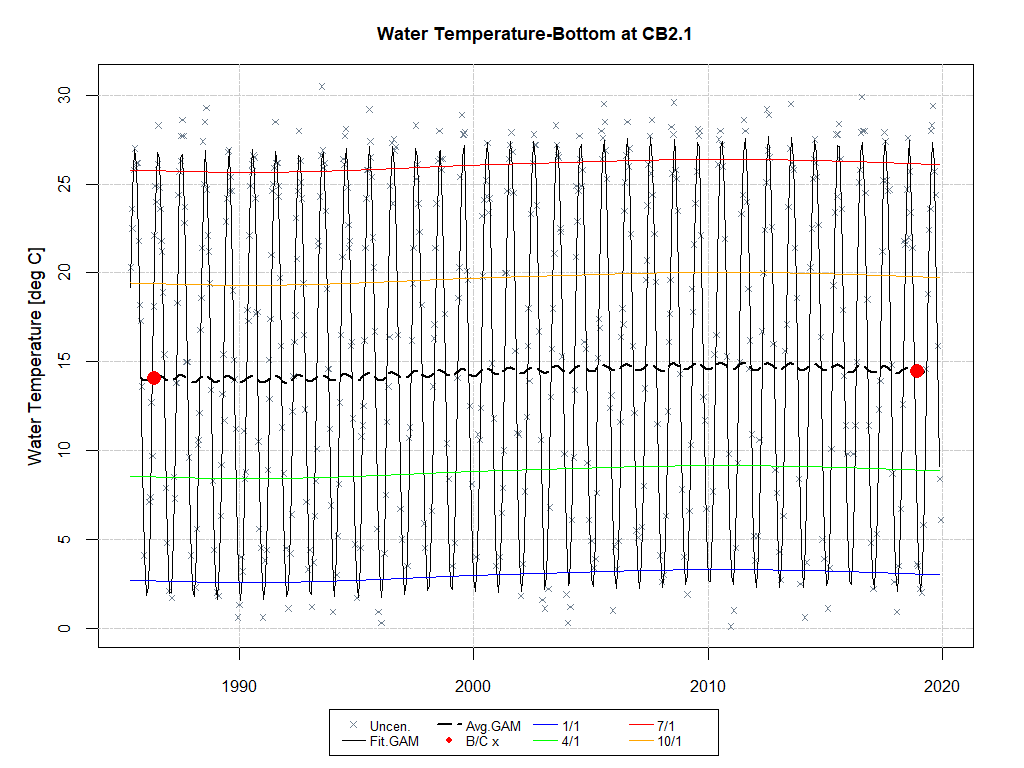 Water Temperature-Bottom at CB2.1
Water Temperature [deg C]
30
25
20
15
10
5
0
1990 2000 2010 2020
Uncen. Avg.GAM 1/1 7/1
Fit.GAM B/C x 4/1 10/1